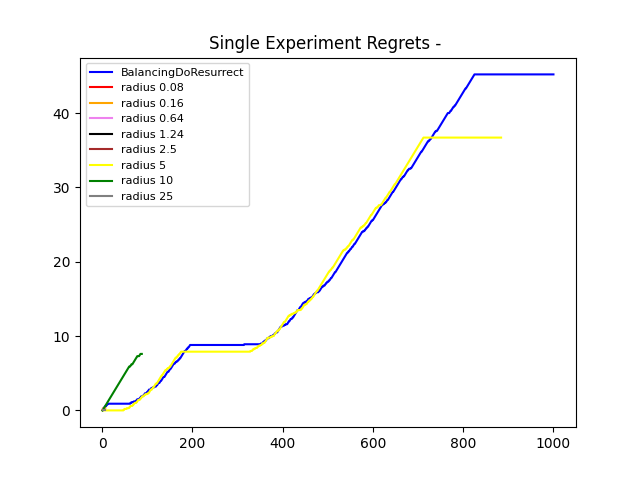 Single Experiment Regrets -
BalancingDoResurrect
radius 0.08
radius 0.16
radius 0.64
radius 1.24
radius 2.5
radius 5
radius 10
radius 25
40
30
20
10
0
0 200 400 600 800 1000